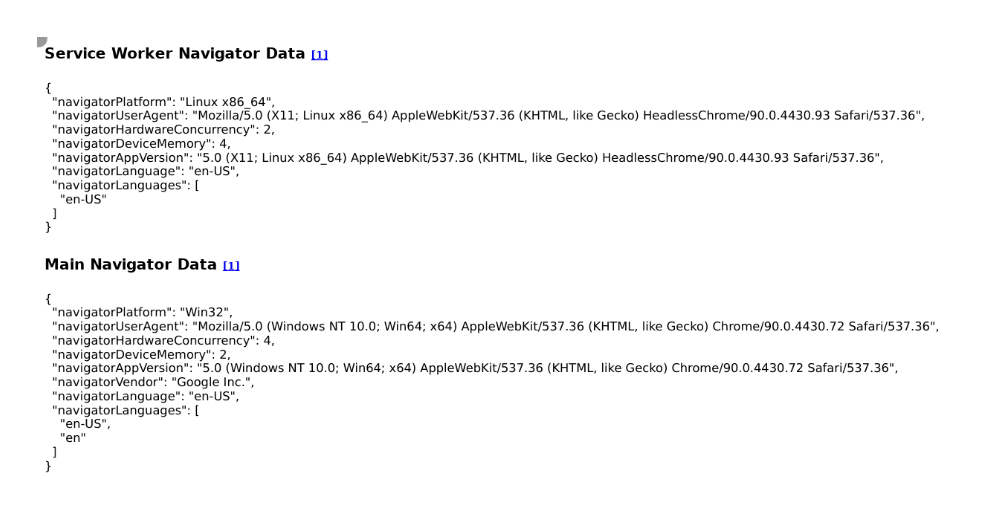 Service Worker Navigator Data [1]
{
"navigatorPlatform": "Linux x86_64",
"navigatorUserAgent": "Mozilla/5.0 (X11; Linux x86_64) AppleWebKit/537.36 (KHTML, like Gecko) HeadlessChrome/90.0.4430.93 Safari/537.36",
"navigatorHardwareConcurrency": 2,
"navigatorDeviceMemory": 4,
"navigatorAppVersion": "5.0 (X11; Linux x86_64) AppleWebKit/537.36 (KHTML, like Gecko) HeadlessChrome/90.0.4430.93 Safari/537.36",
"navigatorLanguage": "en-US",
"navigatorLanguages": [
"en-US"
]
}
Main Navigator Data [1]
{
"navigatorPlatform": "Win32",
"navigatorUserAgent": "Mozilla/5.0 (Windows NT 10.0; Win64; x64) AppleWebKit/537.36 (KHTML, like Gecko) Chrome/90.0.4430.72 Safari/537.36",
"navigatorHardwareConcurrency": 4,
"navigatorDeviceMemory": 2,
"navigatorAppVersion": "5.0 (Windows NT 10.0; Win64; x64) AppleWebKit/537.36 (KHTML, like Gecko) Chrome/90.0.4430.72 Safari/537.36",
"navigatorVendor": "Google Inc.",
"navigatorLanguage": "en-US",
"navigatorLanguages": [
"en-US",
"en"
]
}